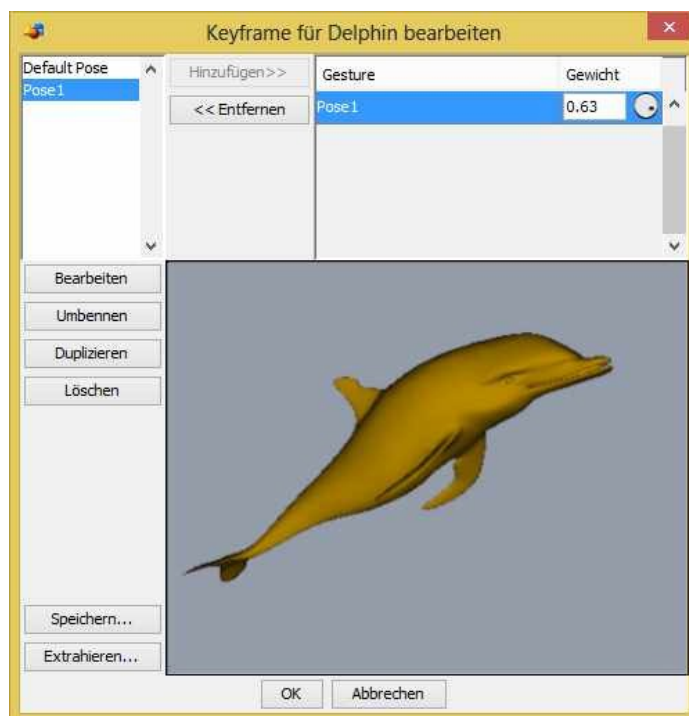 Keyframe für Delphin bearbeiten
Default Pose
Pose1
Hinzufügen>>
<< Entfernen
Gesture Gewicht
Pose1 0.63
Bearbeiten
Umbennen
Duplizieren
Löschen
Speichern...
Extrahieren...
OK Abbrechen